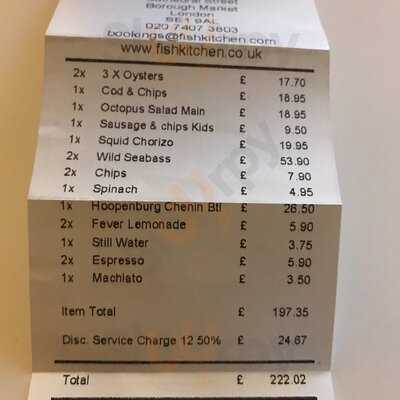 Cathedral Street
Borough Market
London
SE1 9AL
020 7407 3803
bookings@fishkitchen.co.uk
www.fishkitchen.co.uk
2x 3 X Oysters £ 17.70
1x Cod & Chips £ 18.95
1x Octopus Salad Main £ 18.95
1x Sausage & chips Kids £ 9.50
1x Squid Chorizo £ 19.95
2x Wild Seabass £ 53.90
2x Chips £ 7.90
1x Spinach £ 4.95
1x Hoopenburg Chenin Btl £ 26.50
2x Fever Lemonade £ 5.90
1x Still Water £ 3.75
2x Espresso £ 5.90
1x Machiato £ 3.50
Item Total £ 197.35
Disc. Service Charge 12 50% £ 24.67
Total £ 222.02